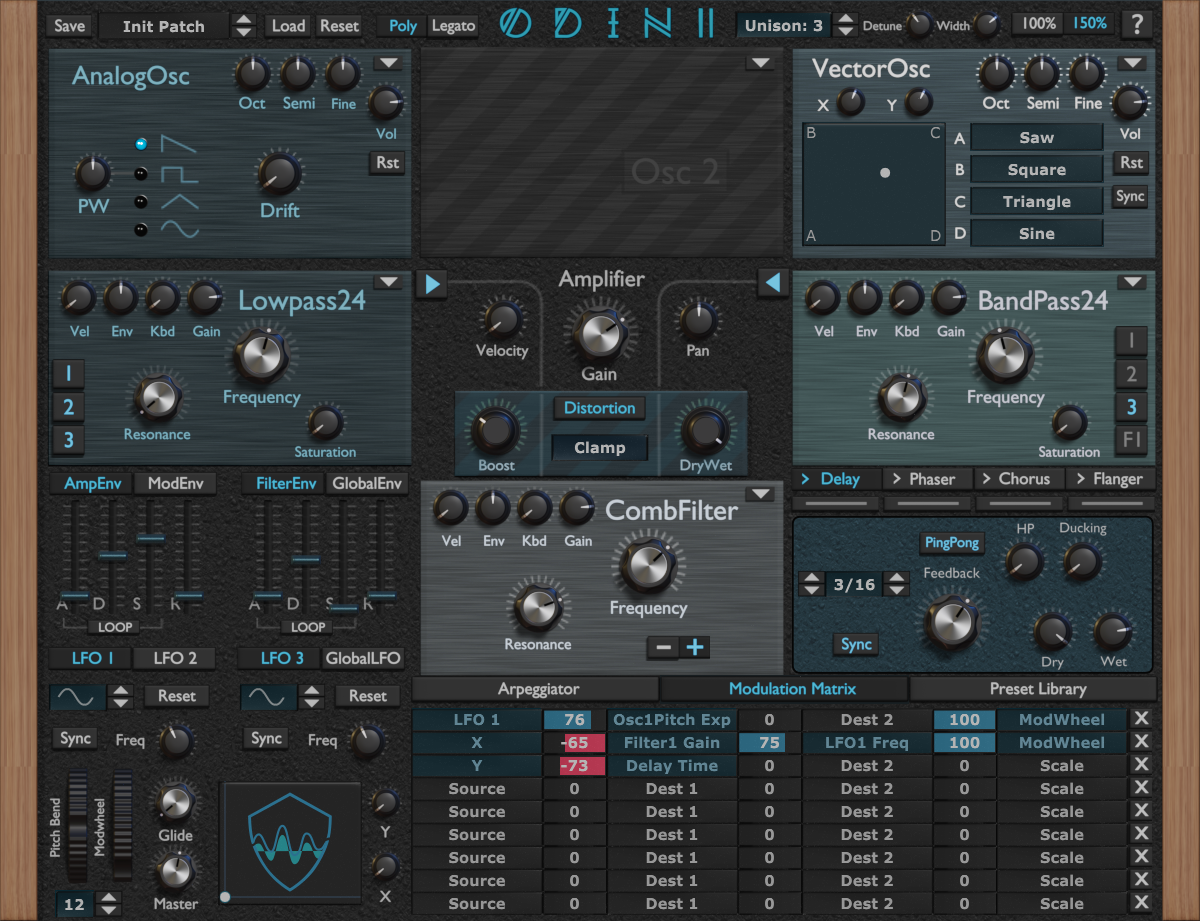 Save Init Patch Load Reset Poly Legato ODIN II Unison: 3 Detune Width 100% 150% ?
AnalogOsc
Oct Semi Fine
Vol
Rst
PW
Drift
Osc 2
VectorOsc
X Y
Oct Semi Fine
Vol
Rst
Sync
B C
A D
A Saw
B Square
C Triangle
D Sine
Lowpass24
Vel Env Kbd Gain
1
2
3
Frequency
Resonance
Saturation
Amplifier
Velocity
Gain
Pan
Distortion
Clamp
Boost
DryWet
BandPass24
Vel Env Kbd Gain
Frequency
Resonance
Saturation
1
2
3
F1
AmpEnv ModEnv FilterEnv GlobalEnv
A D S R
LOOP
A D S R
LOOP
CombFilter
Vel Env Kbd Gain
Frequency
Resonance
− +
> Delay > Phaser > Chorus > Flanger
PingPong
HP
Ducking
3/16
Feedback
Sync
Dry
Wet
LFO 1 LFO 2 LFO 3 GlobalLFO
Reset Reset
Sync Freq Sync Freq
Pitch Bend
Modwheel
Glide
Master
12
Y
X
Arpeggiator Modulation Matrix Preset Library
LFO 1 76 Osc1Pitch Exp 0 Dest 2 100 ModWheel X
X -65 Filter1 Gain 75 LFO1 Freq 100 ModWheel X
Y -73 Delay Time 0 Dest 2 0 Scale X
Source 0 Dest 1 0 Dest 2 0 Scale X
Source 0 Dest 1 0 Dest 2 0 Scale X
Source 0 Dest 1 0 Dest 2 0 Scale X
Source 0 Dest 1 0 Dest 2 0 Scale X
Source 0 Dest 1 0 Dest 2 0 Scale X
Source 0 Dest 1 0 Dest 2 0 Scale X